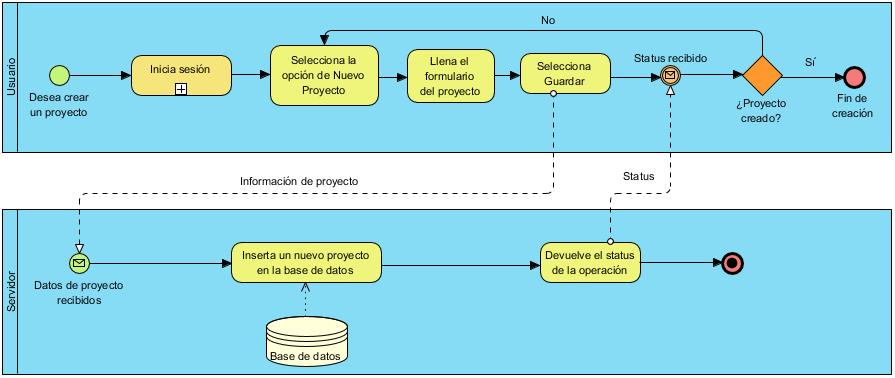 Usuario
No
Desea crear
un proyecto
Inicia sesión
Selecciona la
opción de Nuevo
Proyecto
Llena el
formulario
del proyecto
Selecciona
Guardar
Status recibido
¿Proyecto
creado?
Sí
Fin de
creación
Información de proyecto
Status
Servidor
Datos de proyecto
recibidos
Inserta un nuevo proyecto
en la base de datos
Base de datos
Devuelve el status
de la operación